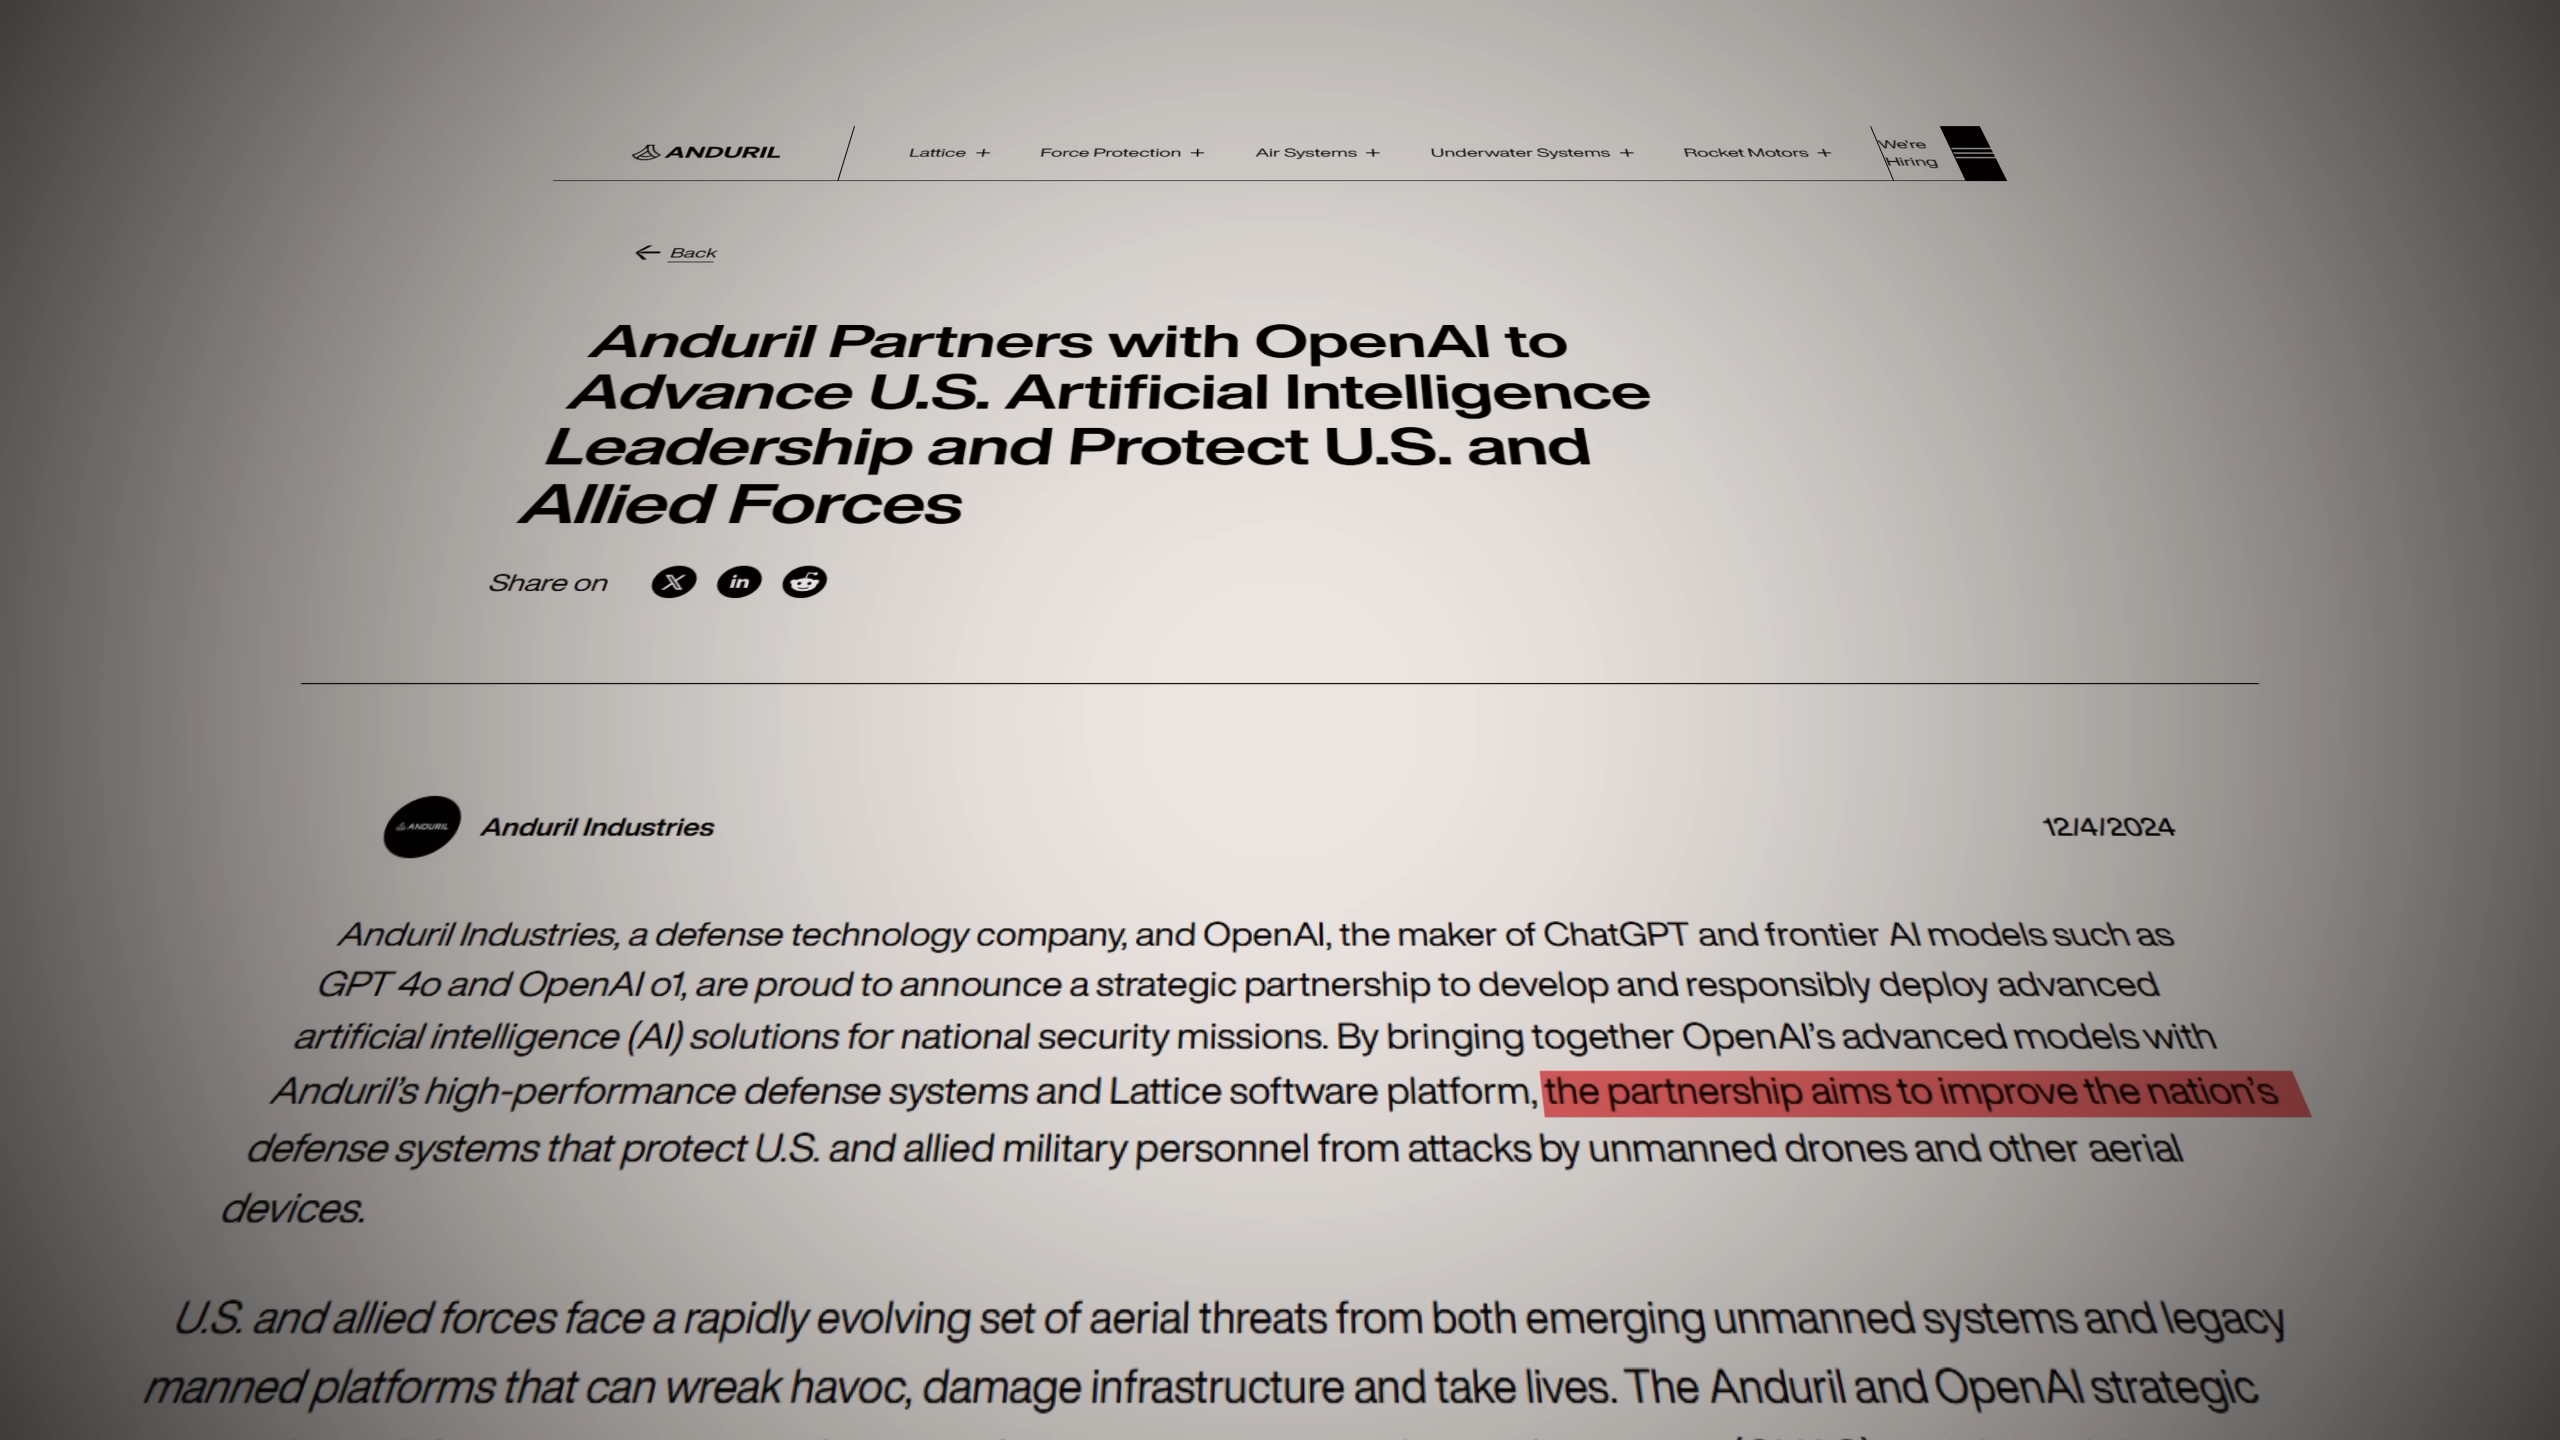 ANDURIL
Lattice +
Force Protection +
Air Systems +
Underwater Systems +
Rocket Motors +
We're
Hiring
← Back
Anduril Partners with OpenAI to
Advance U.S. Artificial Intelligence
Leadership and Protect U.S. and
Allied Forces
Share on
in
ANDURIL
Anduril Industries
12/4/2024
Anduril Industries, a defense technology company, and OpenAI, the maker of ChatGPT and frontier AI models such as
GPT 4o and OpenAI o1, are proud to announce a strategic partnership to develop and responsibly deploy advanced
artificial intelligence (AI) solutions for national security missions. By bringing together OpenAI’s advanced models with
Anduril’s high-performance defense systems and Lattice software platform, the partnership aims to improve the nation’s
defense systems that protect U.S. and allied military personnel from attacks by unmanned drones and other aerial
devices.
U.S. and allied forces face a rapidly evolving set of aerial threats from both emerging unmanned systems and legacy
manned platforms that can wreak havoc, damage infrastructure and take lives. The Anduril and OpenAI strategic